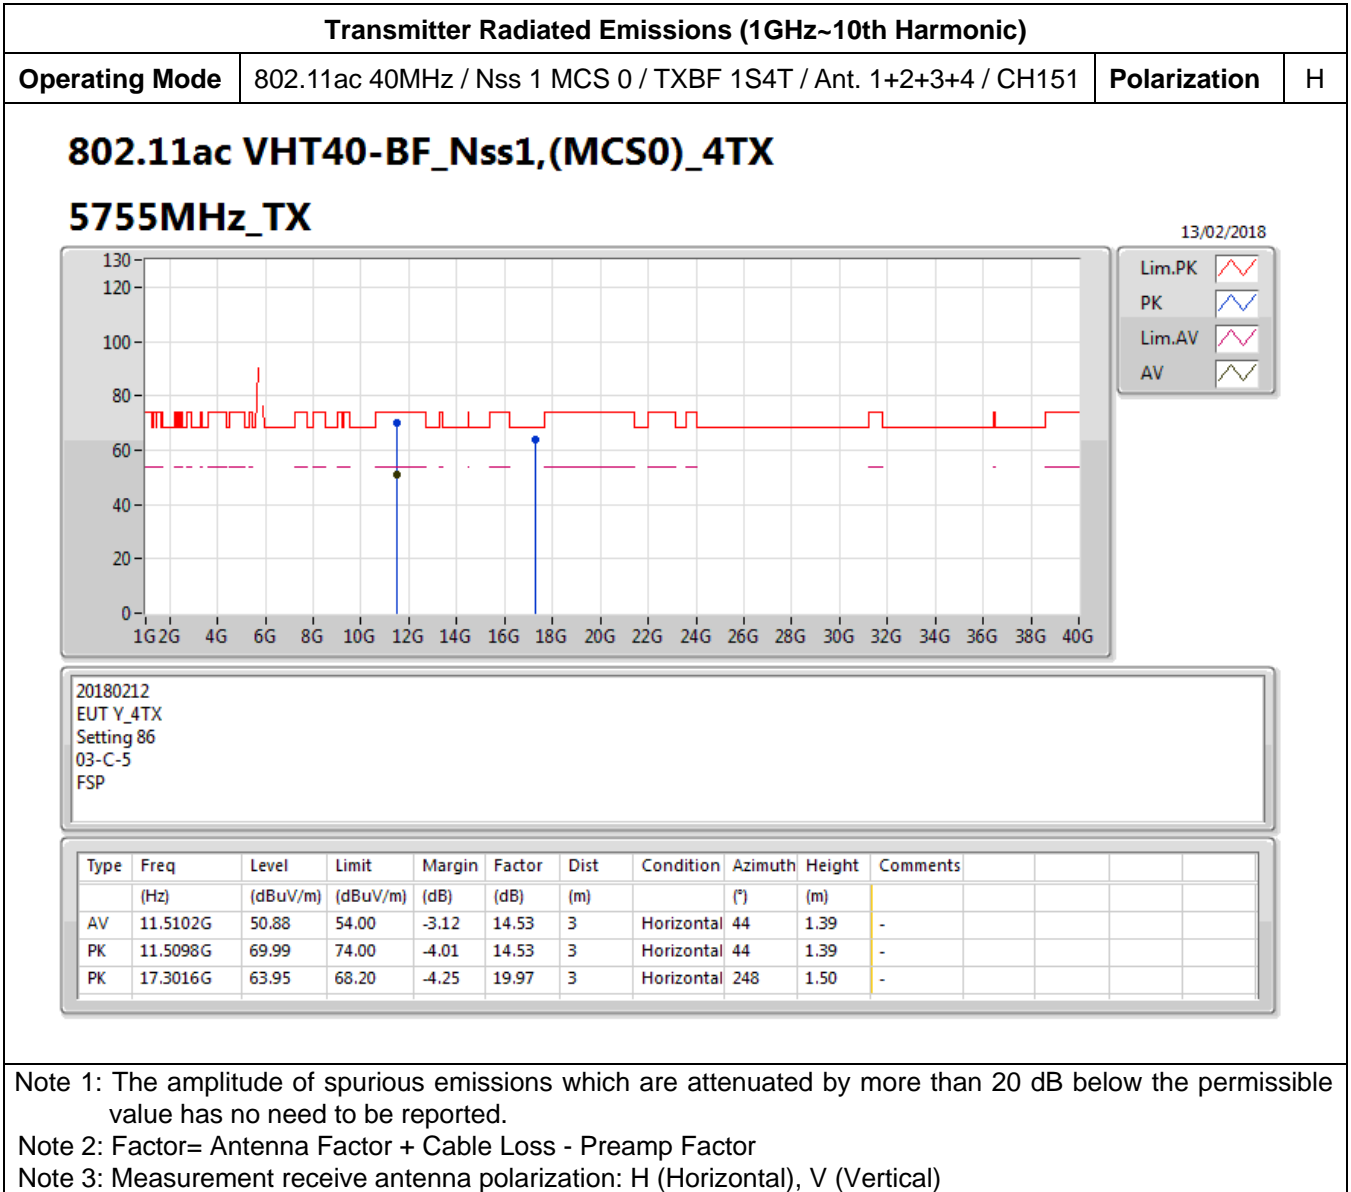 Transmitter Radiated Emissions (1GHz~10th Harmonic)
Operating Mode 802.11ac 40MHz / Nss 1 MCS 0 / TXBF 1S4T / Ant. 1+2+3+4 / CH151 Polarization H
802.11ac VHT40-BF_Nss1,(MCS0)_4TX
5755MHz_TX
13/02/2018
130
120
100
80
60
40
20
0
1G 2G 4G 6G 8G 10G 12G 14G 16G 18G 20G 22G 24G 26G 28G 30G 32G 34G 36G 38G 40G
Lim.PK
PK
Lim.AV
AV
20180212
EUT Y_4TX
Setting 86
03-C-5
FSP
Type Freq Level Limit Margin Factor Dist Condition Azimuth Height Comments
(Hz) (dBuV/m) (dBuV/m) (dB) (dB) (m) (°) (m)
AV 11.5102G 50.88 54.00 -3.12 14.53 3 Horizontal 44 1.39 -
PK 11.5098G 69.99 74.00 -4.01 14.53 3 Horizontal 44 1.39 -
PK 17.3016G 63.95 68.20 -4.25 19.97 3 Horizontal 248 1.50 -
Note 1: The amplitude of spurious emissions which are attenuated by more than 20 dB below the permissible
value has no need to be reported.
Note 2: Factor= Antenna Factor + Cable Loss - Preamp Factor
Note 3: Measurement receive antenna polarization: H (Horizontal), V (Vertical)